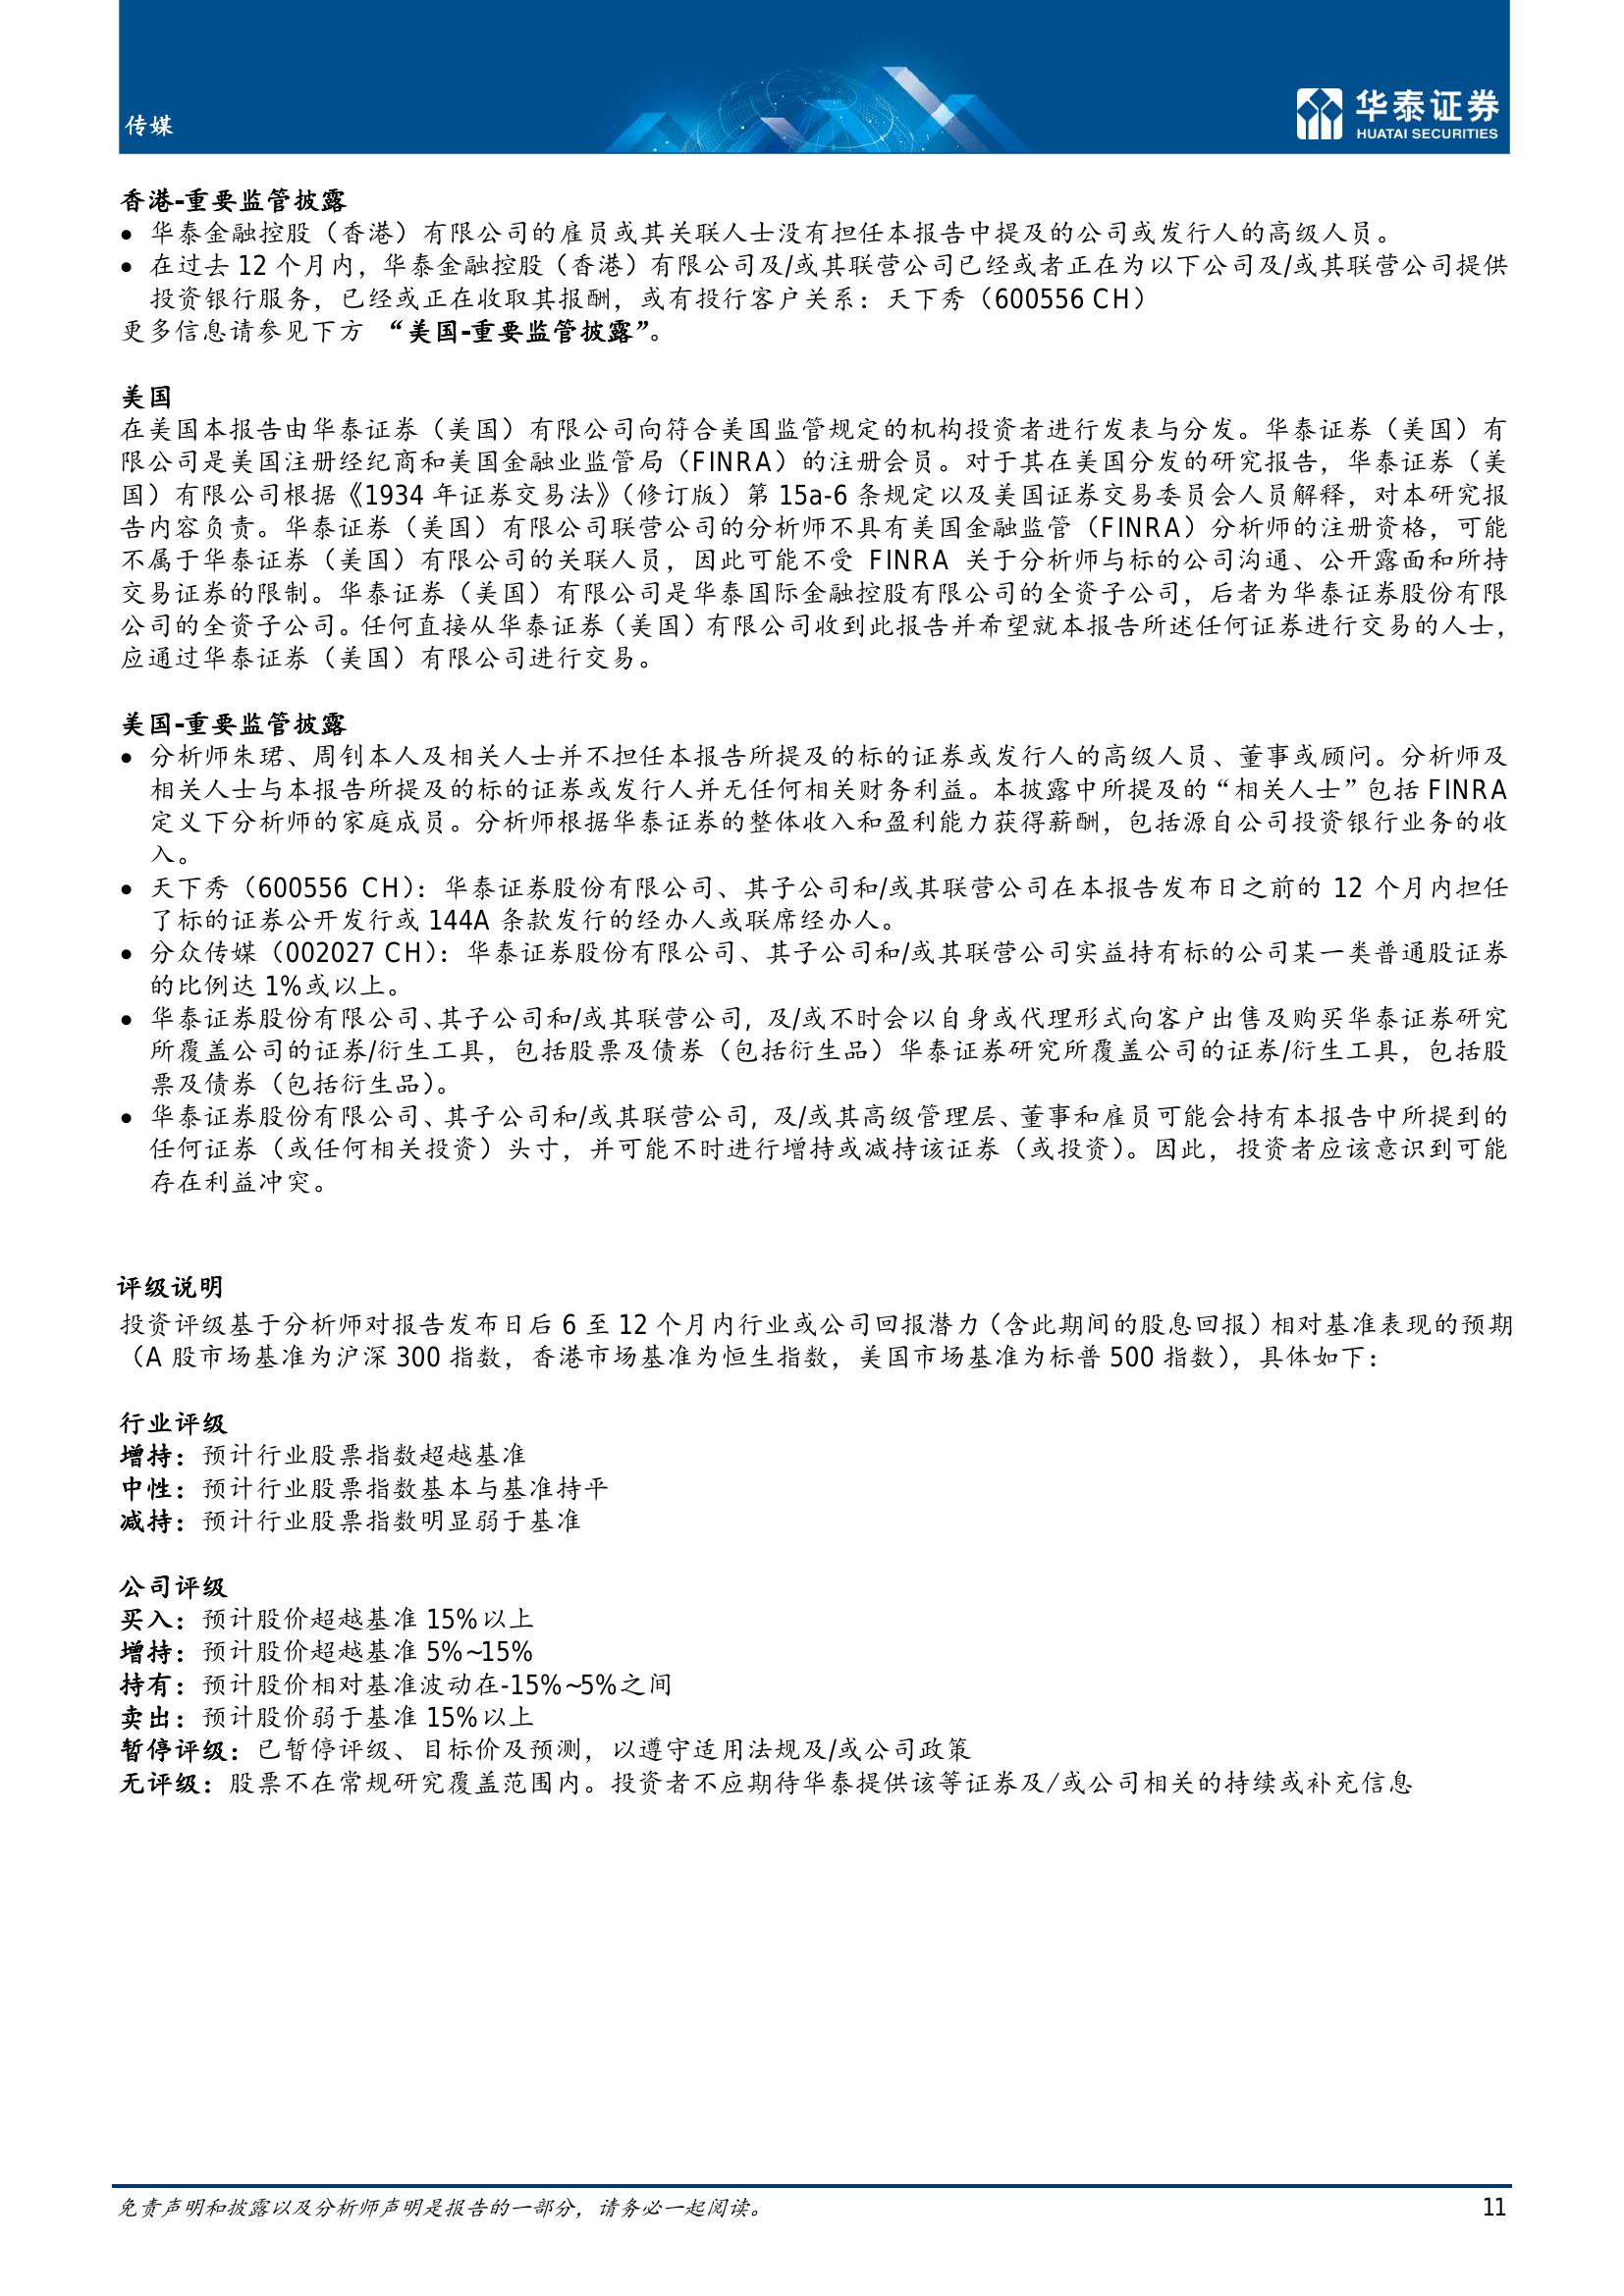 传媒
华泰证券
HUATAI SECURITIES
香港-重要监管披露
● 华泰金融控股（香港）有限公司的雇员或其关联人士没有担任本报告中提及的公司或发行人的高级人员。
● 在过去 12 个月内，华泰金融控股（香港）有限公司及/或其联营公司已经或者正在为以下公司及/或其联营公司提供
投资银行服务，已经或正在收取其报酬，或有投行客户关系：天下秀（600556 CH）
更多信息请参见下方 “美国-重要监管披露”。
美国
在美国本报告由华泰证券（美国）有限公司向符合美国监管规定的机构投资者进行发表与分发。华泰证券（美国）有
限公司是美国注册经纪商和美国金融业监管局（FINRA）的注册会员。对于其在美国分发的研究报告，华泰证券（美
国）有限公司根据《1934 年证券交易法》（修订版）第 15a-6 条规定以及美国证券交易委员会人员解释，对本研究报
告内容负责。华泰证券（美国）有限公司联营公司的分析师不具有美国金融监管（FINRA）分析师的注册资格，可能
不属于华泰证券（美国）有限公司的关联人员，因此可能不受 FINRA 关于分析师与标的公司沟通、公开露面和所持
交易证券的限制。华泰证券（美国）有限公司是华泰国际金融控股有限公司的全资子公司，后者为华泰证券股份有限
公司的全资子公司。任何直接从华泰证券（美国）有限公司收到此报告并希望就本报告所述任何证券进行交易的人士，
应通过华泰证券（美国）有限公司进行交易。
美国-重要监管披露
● 分析师朱珺、周钊本人及相关人士并不担任本报告所提及的标的证券或发行人的高级人员、董事或顾问。分析师及
相关人士与本报告所提及的标的证券或发行人并无任何相关财务利益。本披露中所提及的“相关人士”包括 FINRA
定义下分析师的家庭成员。分析师根据华泰证券的整体收入和盈利能力获得薪酬，包括源自公司投资银行业务的收
入。
● 天下秀（600556 CH）：华泰证券股份有限公司、其子公司和/或其联营公司在本报告发布日之前的 12 个月内担任
了标的证券公开发行或 144A 条款发行的经办人或联席经办人。
● 分众传媒（002027 CH）：华泰证券股份有限公司、其子公司和/或其联营公司实益持有标的公司某一类普通股证券
的比例达 1%或以上。
● 华泰证券股份有限公司、其子公司和/或其联营公司, 及/或不时会以自身或代理形式向客户出售及购买华泰证券研究
所覆盖公司的证券/衍生工具，包括股票及债券（包括衍生品）华泰证券研究所覆盖公司的证券/衍生工具，包括股
票及债券（包括衍生品）。
● 华泰证券股份有限公司、其子公司和/或其联营公司, 及/或其高级管理层、董事和雇员可能会持有本报告中所提到的
任何证券（或任何相关投资）头寸，并可能不时进行增持或减持该证券（或投资）。因此，投资者应该意识到可能
存在利益冲突。
评级说明
投资评级基于分析师对报告发布日后 6 至 12 个月内行业或公司回报潜力（含此期间的股息回报）相对基准表现的预期
（A 股市场基准为沪深 300 指数，香港市场基准为恒生指数，美国市场基准为标普 500 指数），具体如下：
行业评级
增持：预计行业股票指数超越基准
中性：预计行业股票指数基本与基准持平
减持：预计行业股票指数明显弱于基准
公司评级
买入：预计股价超越基准 15%以上
增持：预计股价超越基准 5%~15%
持有：预计股价相对基准波动在-15%~5%之间
卖出：预计股价弱于基准 15%以上
暂停评级：已暂停评级、目标价及预测，以遵守适用法规及/或公司政策
无评级：股票不在常规研究覆盖范围内。投资者不应期待华泰提供该等证券及/或公司相关的持续或补充信息
免责声明和披露以及分析师声明是报告的一部分，请务必一起阅读。
11